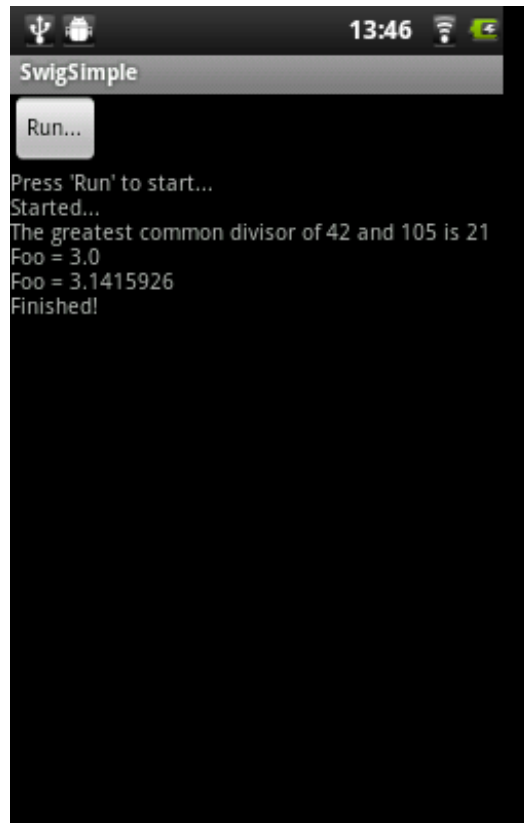 13:46
SwigSimple
Run...
Press 'Run' to start...
Started...
The greatest common divisor of 42 and 105 is 21
Foo = 3.0
Foo = 3.1415926
Finished!